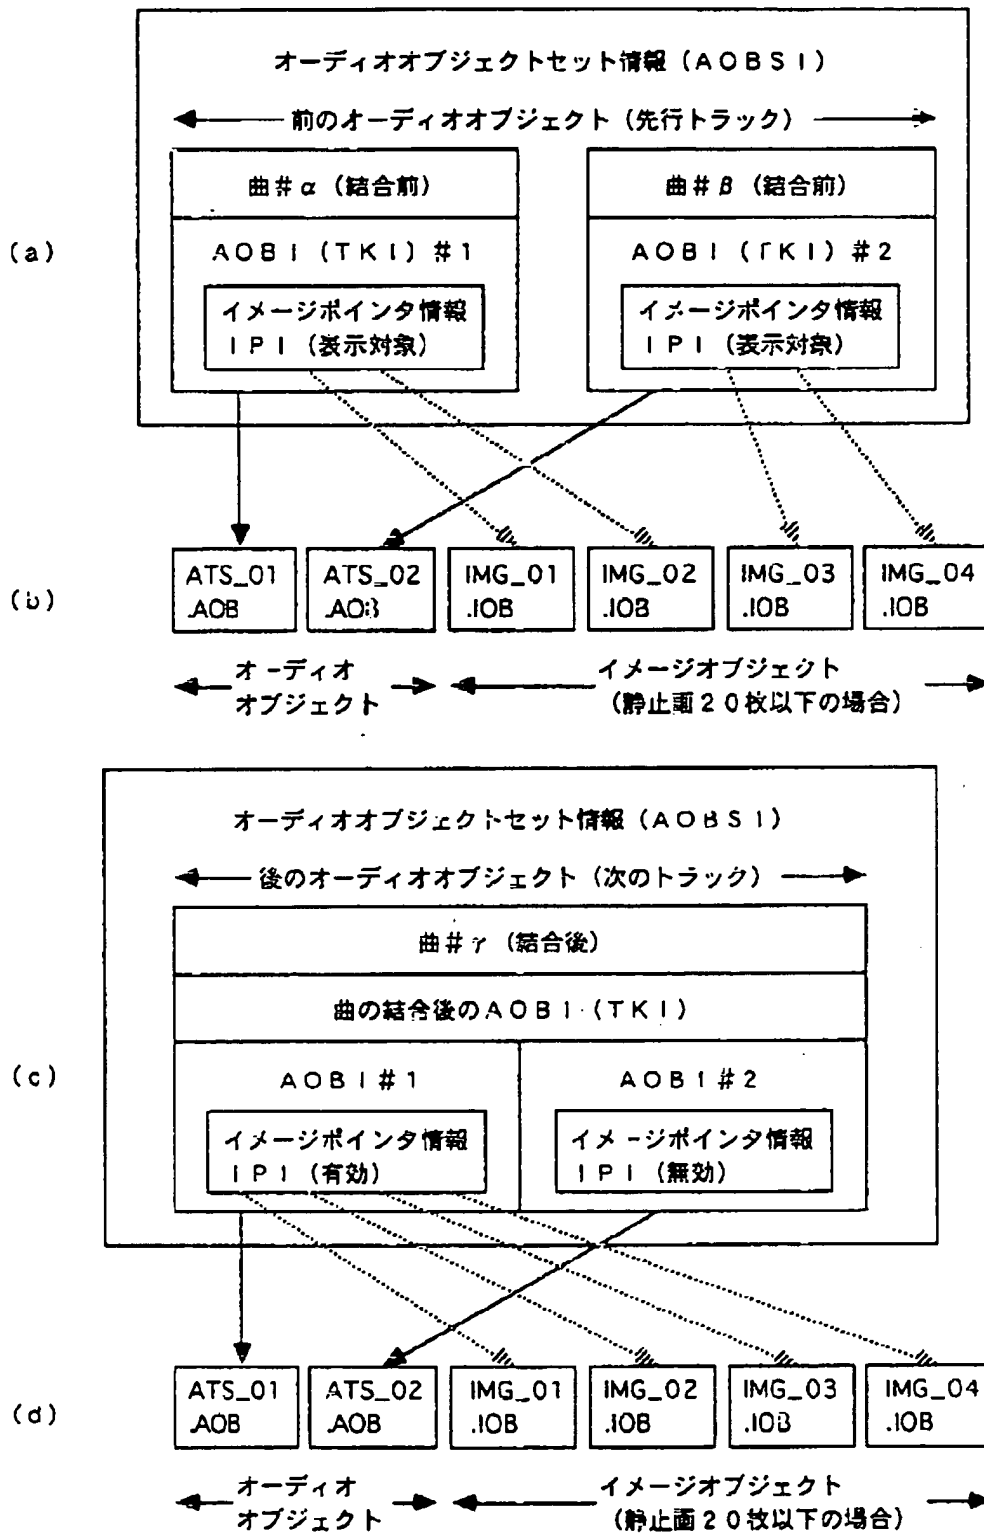 オーディオオブジェクトセット情報(AOBSI)
前のオーディオオブジェクト(先行トラック)
曲#α(結合前)
曲#β(結合前)
(a)
AOBI(TKI)#1
AOBI(TKI)#2
イメージポインタ情報
IPI(表示対象)
イメージポインタ情報
IPI(表示対象)
(b)
ATS_01
.AOB
ATS_02
.AOB
IMG_01
.IOB
IMG_02
.IOB
IMG_03
.IOB
IMG_04
.IOB
オーディオ
オブジェクト
イメージオブジェクト
(静止画20枚以下の場合)
オーディオオブジェクトセット情報(AOBSI)
後のオーディオオブジェクト(次のトラック)
曲#γ(結合後)
曲の結合後のAOBI(TKI)
(c)
AOBI#1
AOBI#2
イメージポインタ情報
IPI(有効)
イメージポインタ情報
IPI(無効)
(d)
ATS_01
.AOB
ATS_02
.AOB
IMG_01
.IOB
IMG_02
.IOB
IMG_03
.IOB
IMG_04
.IOB
オーディオ
オブジェクト
イメージオブジェクト
(静止画20枚以下の場合)